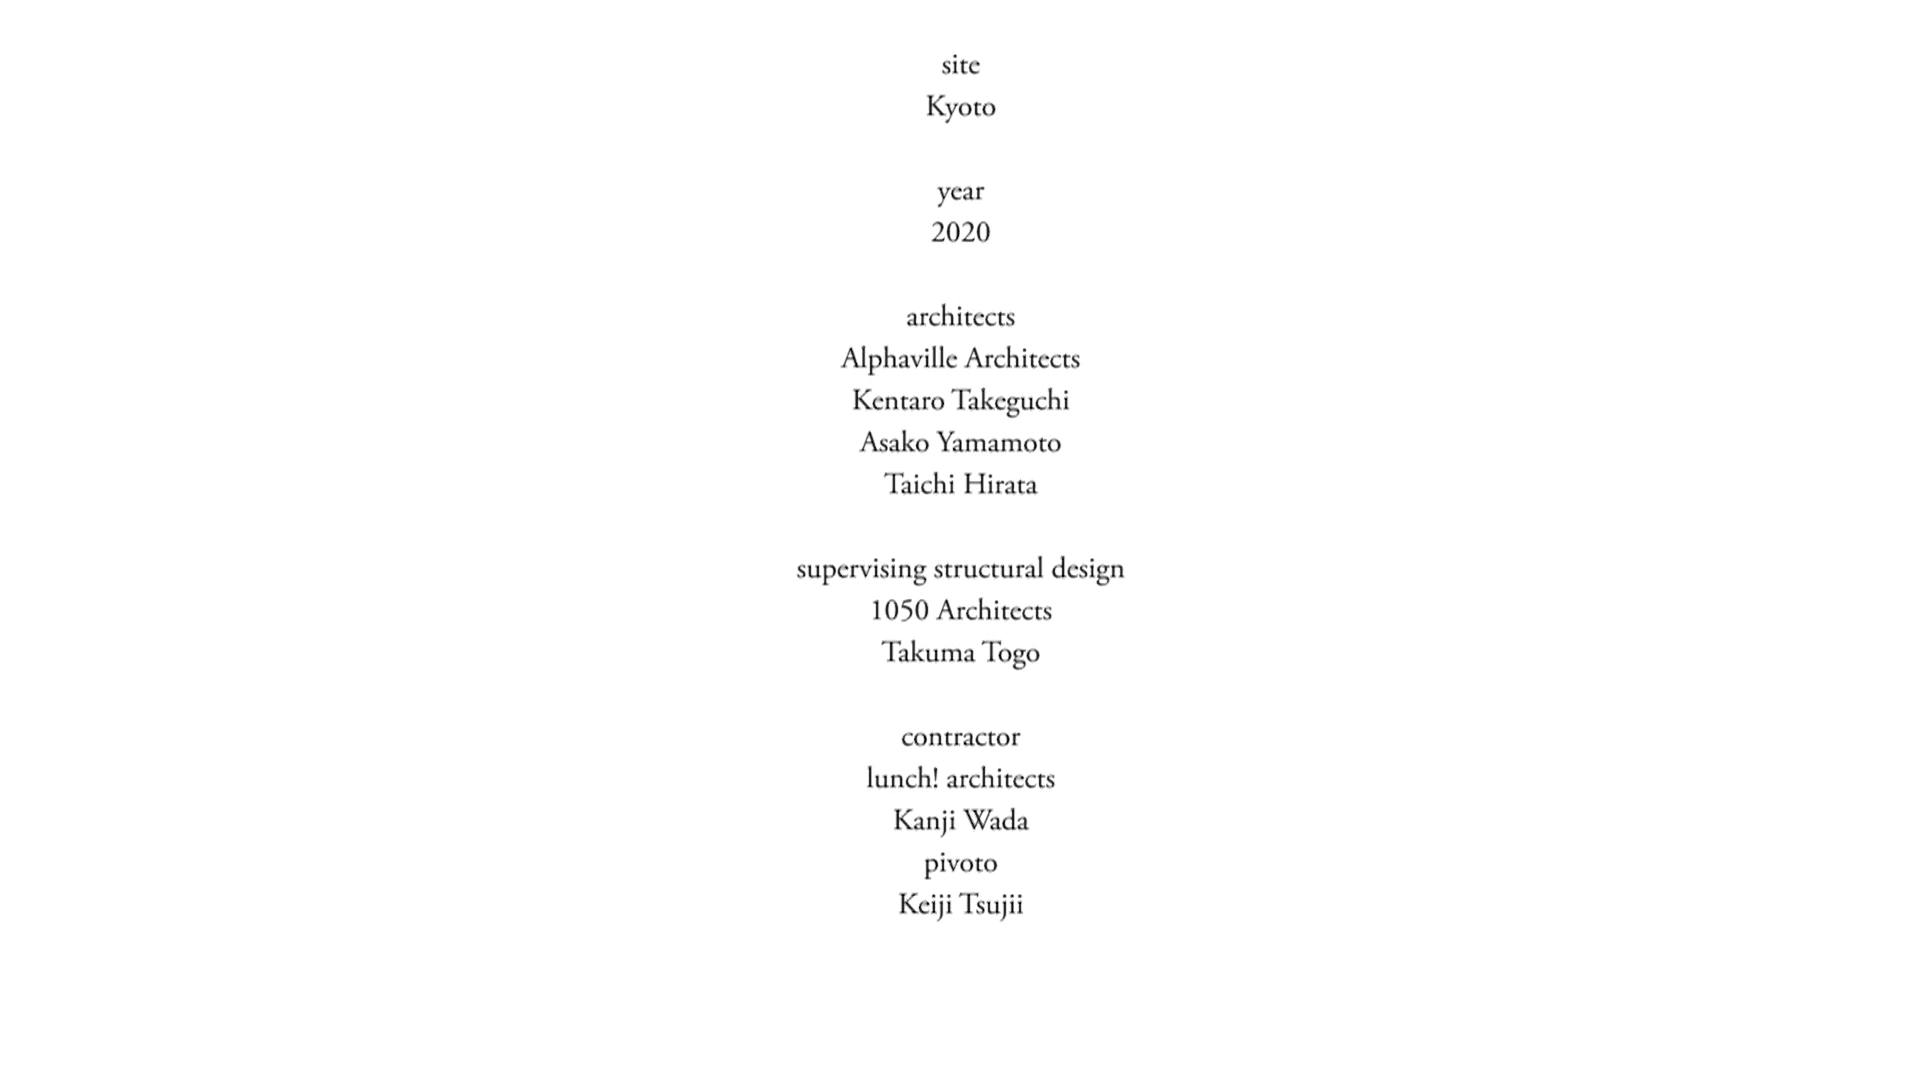 site
Kyoto
year
2020
architects
Alphaville Architects
Kentaro Takeguchi
Asako Yamamoto
Taichi Hirata
supervising structural design
1050 Architects
Takuma Togo
contractor
lunch! architects
Kanji Wada
pivoto
Keiji Tsujii